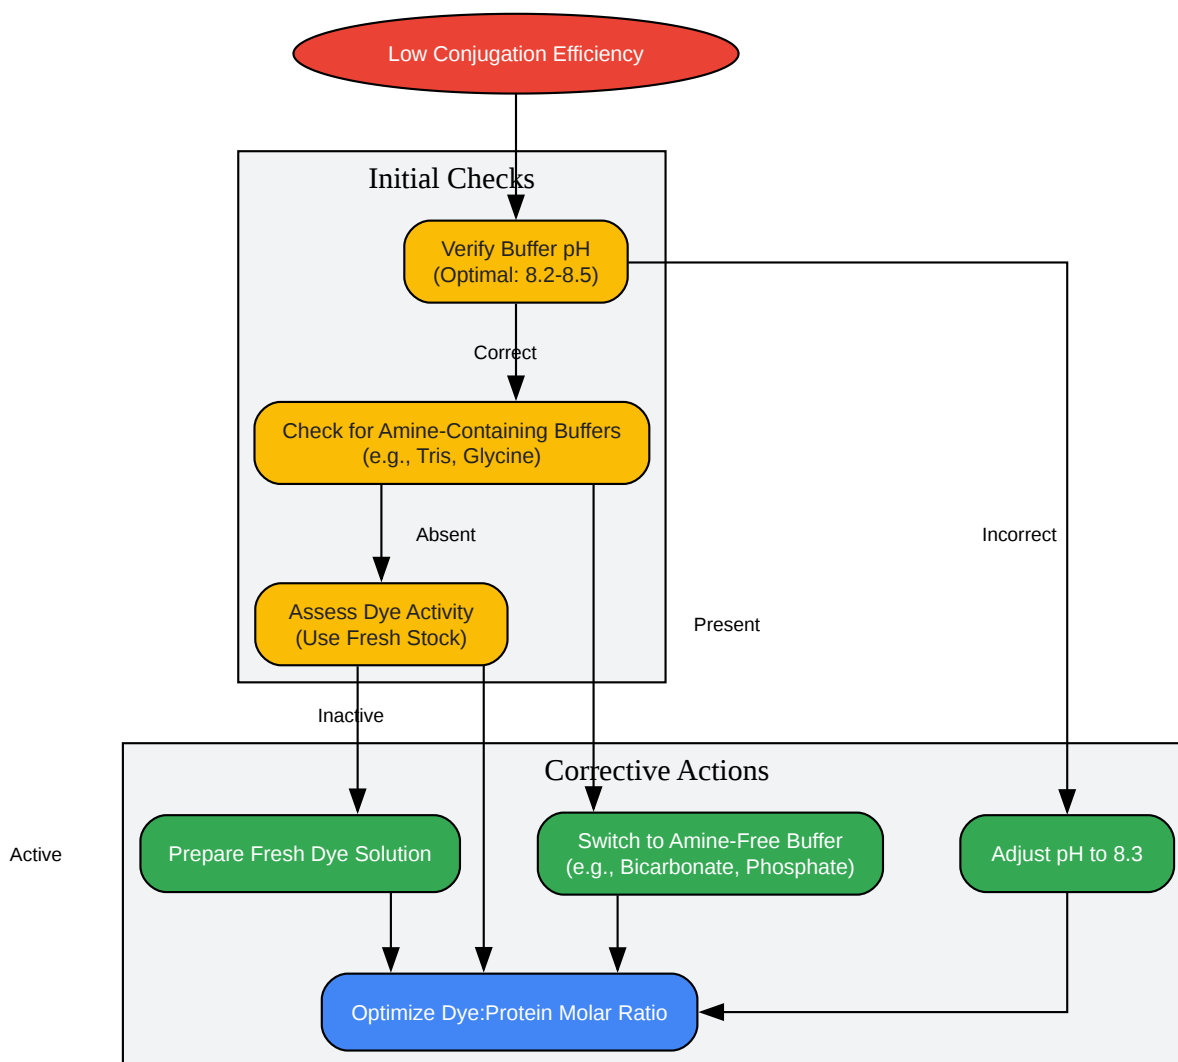 Low Conjugation Efficiency
Initial Checks
Verify Buffer pH
(Optimal: 8.2-8.5)
Correct
Check for Amine-Containing Buffers
(e.g., Tris, Glycine)
Absent
Incorrect
Assess Dye Activity
(Use Fresh Stock)
Present
Inactive
Corrective Actions
Active
Prepare Fresh Dye Solution
Switch to Amine-Free Buffer
(e.g., Bicarbonate, Phosphate)
Adjust pH to 8.3
Optimize Dye:Protein Molar Ratio